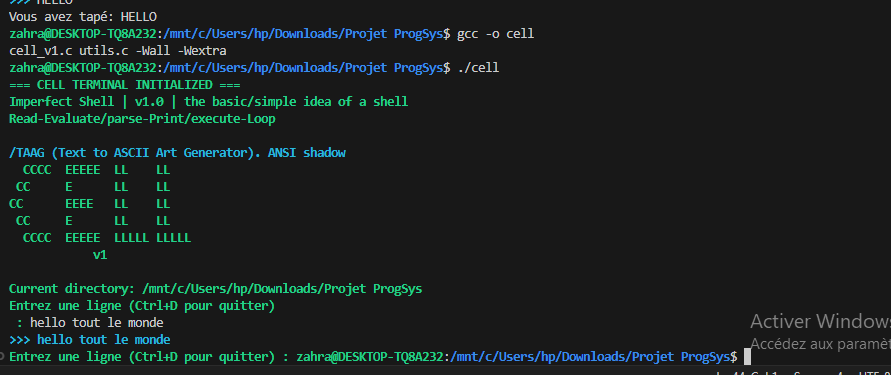 >>> HELLO
Vous avez tapé: HELLO
zahra@DESKTOP-TQ8A232:/mnt/c/Users/hp/Downloads/Projet ProgSys$ gcc -o cell
cell_v1.c utils.c -Wall -Wextra
zahra@DESKTOP-TQ8A232:/mnt/c/Users/hp/Downloads/Projet ProgSys$ ./cell
=== CELL TERMINAL INITIALIZED ===
Imperfect Shell | v1.0 | the basic/simple idea of a shell
Read-Evaluate/parse-Print/execute-Loop
/TAAG (Text to ASCII Art Generator). ANSI shadow
  CCCC  EEEEE  LL    LL
 CC     E      LL    LL
CC      EEEE   LL    LL
 CC     E      LL    LL
  CCCC  EEEEE  LLLLL LLLLL
            v1
Current directory: /mnt/c/Users/hp/Downloads/Projet ProgSys
Entrez une ligne (Ctrl+D pour quitter)
 : hello tout le monde
>>> hello tout le monde
Entrez une ligne (Ctrl+D pour quitter) : zahra@DESKTOP-TQ8A232:/mnt/c/Users/hp/Downloads/Projet ProgSys$
Activer Windows
Accédez aux paramèt